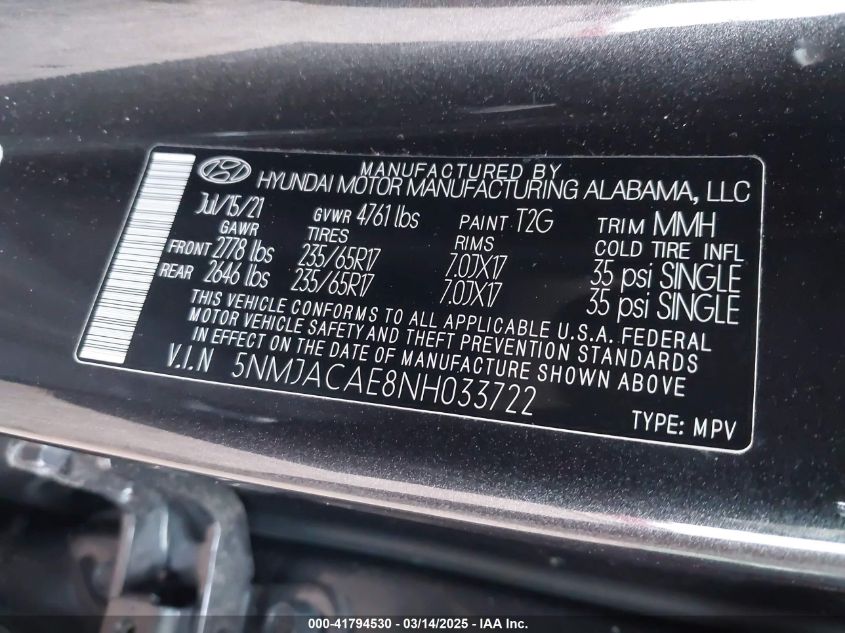 MANUFACTURED BY
HYUNDAI MOTOR MANUFACTURING ALABAMA, LLC
Jul/15/21 GVWR 4761 lbs PAINT T2G TRIM MMH
GAWR TIRES RIMS COLD TIRE INFL
FRONT 2778 lbs 235/65R17 7.0JX17 35 psi SINGLE
REAR 2646 lbs 235/65R17 7.0JX17 35 psi SINGLE
THIS VEHICLE CONFORMS TO ALL APPLICABLE U.S.A. FEDERAL
MOTOR VEHICLE SAFETY AND THEFT PREVENTION STANDARDS
IN EFFECT ON THE DATE OF MANUFACTURE SHOWN ABOVE
V.I.N 5NMJACAE8NH033722
TYPE: MPV
000-41794530 - 03/14/2025 - IAA Inc.